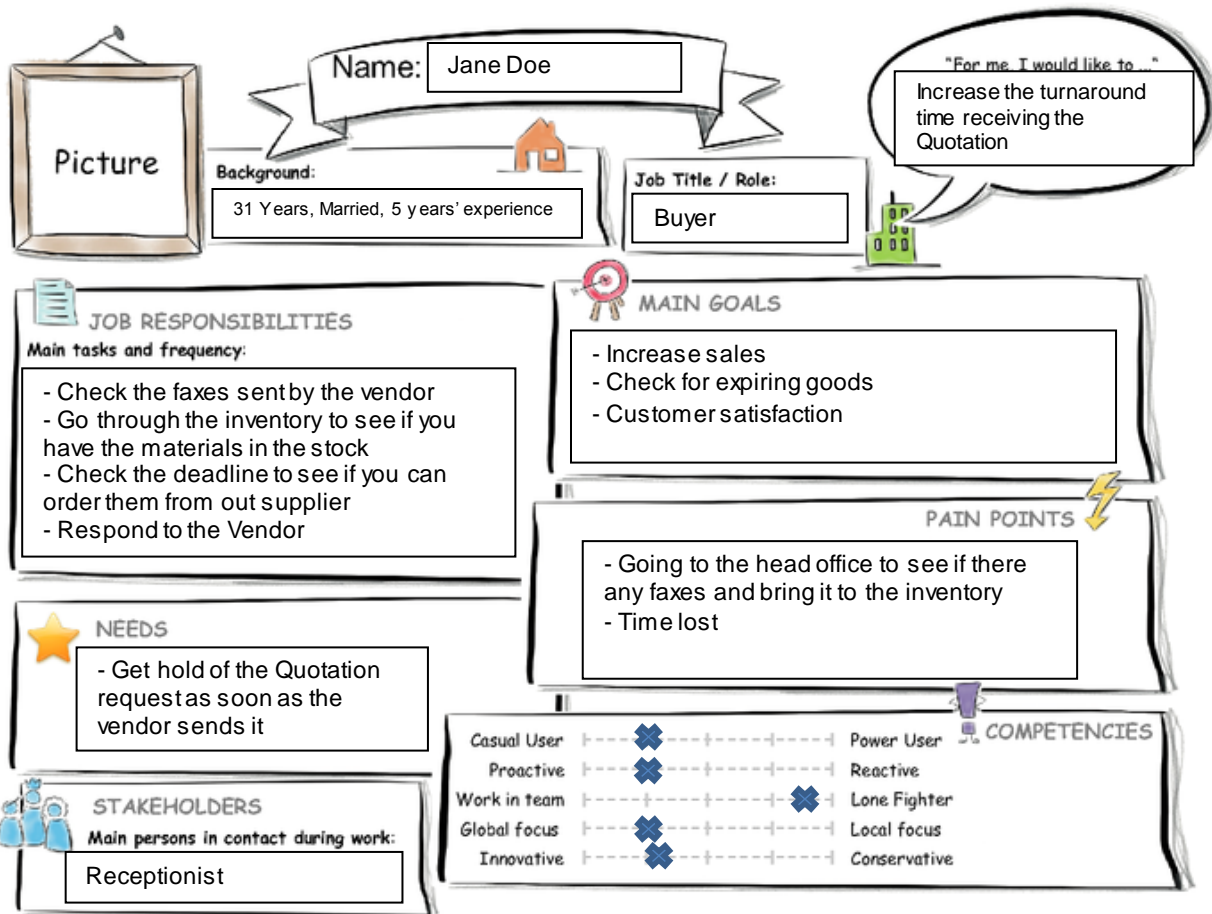 Name: Jane Doe
"For me, I would like to ..."
Increase the turnaround
time receiving the
Quotation
Picture
Background:
31 Years, Married, 5 years’ experience
Job Title / Role:
Buyer
JOB RESPONSIBILITIES
Main tasks and frequency:
- Check the faxes sent by the vendor
- Go through the inventory to see if you
have the materials in the stock
- Check the deadline to see if you can
order them from out supplier
- Respond to the Vendor
MAIN GOALS
- Increase sales
- Check for expiring goods
- Customer satisfaction
PAIN POINTS
- Going to the head office to see if there
any faxes and bring it to the inventory
- Time lost
NEEDS
- Get hold of the Quotation
request as soon as the
vendor sends it
STAKEHOLDERS
Main persons in contact during work:
Receptionist
COMPETENCIES
Casual User Power User
Proactive Reactive
Work in team Lone Fighter
Global focus Local focus
Innovative Conservative